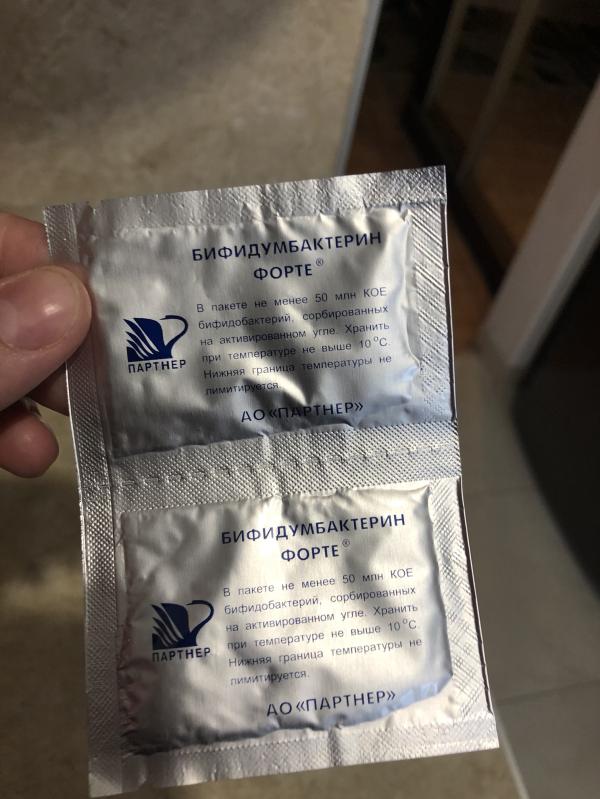 БИФИДУМБАКТЕРИН
ФОРТЕ®
В пакете не менее 50 млн КОЕ
бифидобактерий, сорбированных
на активированном угле. Хранить
при температуре не выше 10 °С.
Нижняя граница температуры не
лимитируется.
ПАРТНЕР
АО «ПАРТНЕР»
БИФИДУМБАКТЕРИН
ФОРТЕ®
В пакете не менее 50 млн КОЕ
бифидобактерий, сорбированных
на активированном угле. Хранить
при температуре не выше 10 °С.
Нижняя граница температуры не
лимитируется.
ПАРТНЕР
АО «ПАРТНЕР»